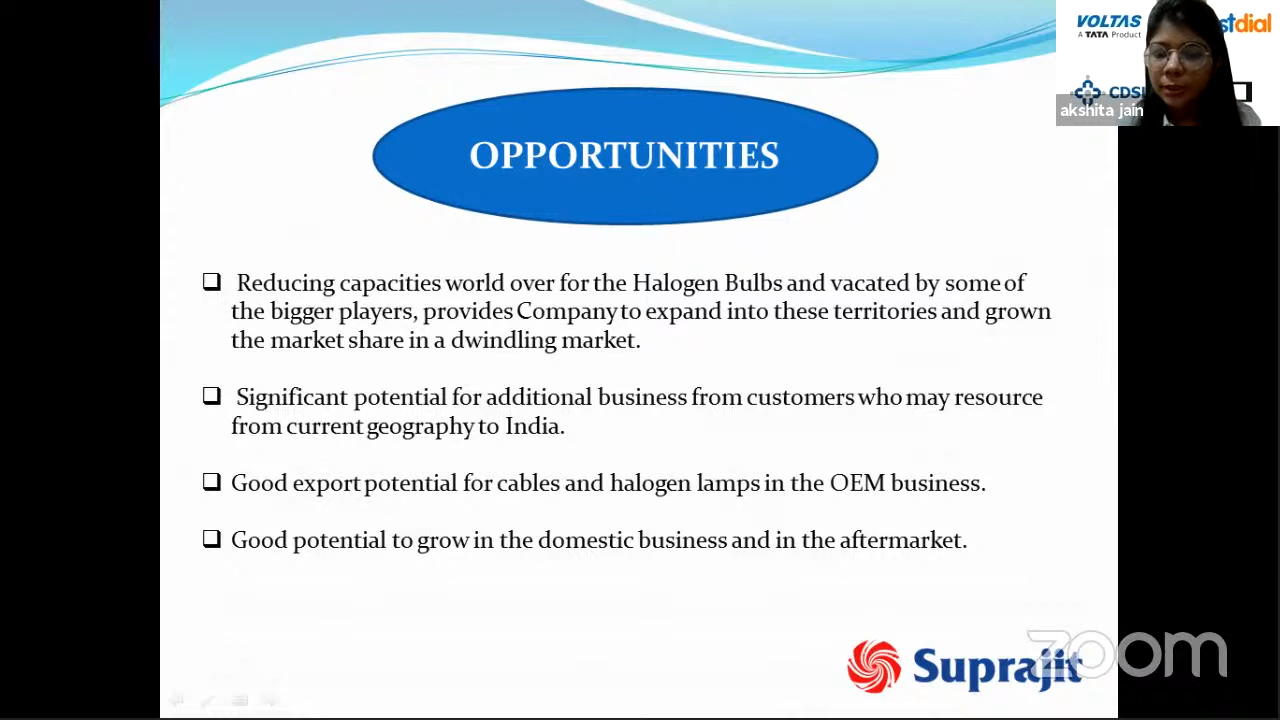 VOLTAS
A TATA Product
stdial
CDSL
akshita jain
OPPORTUNITIES
Reducing capacities world over for the Halogen Bulbs and vacated by some of
the bigger players, provides Company to expand into these territories and grown
the market share in a dwindling market.
Significant potential for additional business from customers who may resource
from current geography to India.
Good export potential for cables and halogen lamps in the OEM business.
Good potential to grow in the domestic business and in the aftermarket.
Suprajit
zoom